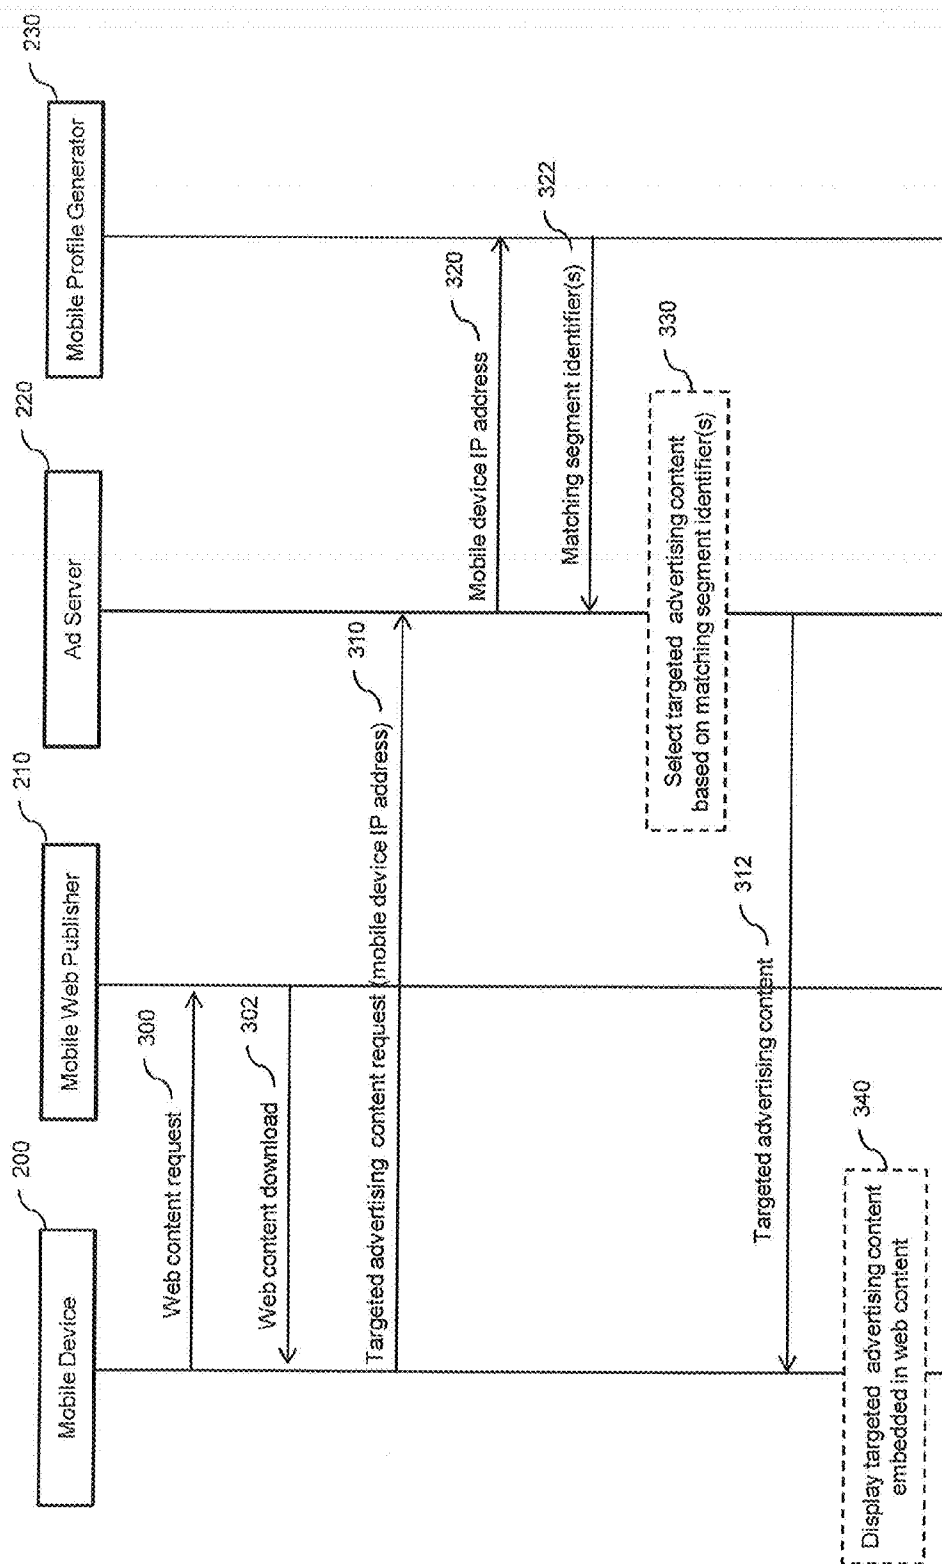 Mobile Device
200
Mobile Web Publisher
210
Ad Server
220
Mobile Profile Generator
230
Web content request
300
Web content download
302
Targeted advertising content request (mobile device IP address)
310
Mobile device IP address
320
Matching segment identifier(s)
322
Select targeted advertising content
based on matching segment identifier(s)
330
Targeted advertising content
312
Display targeted advertising content
embedded in web content
340